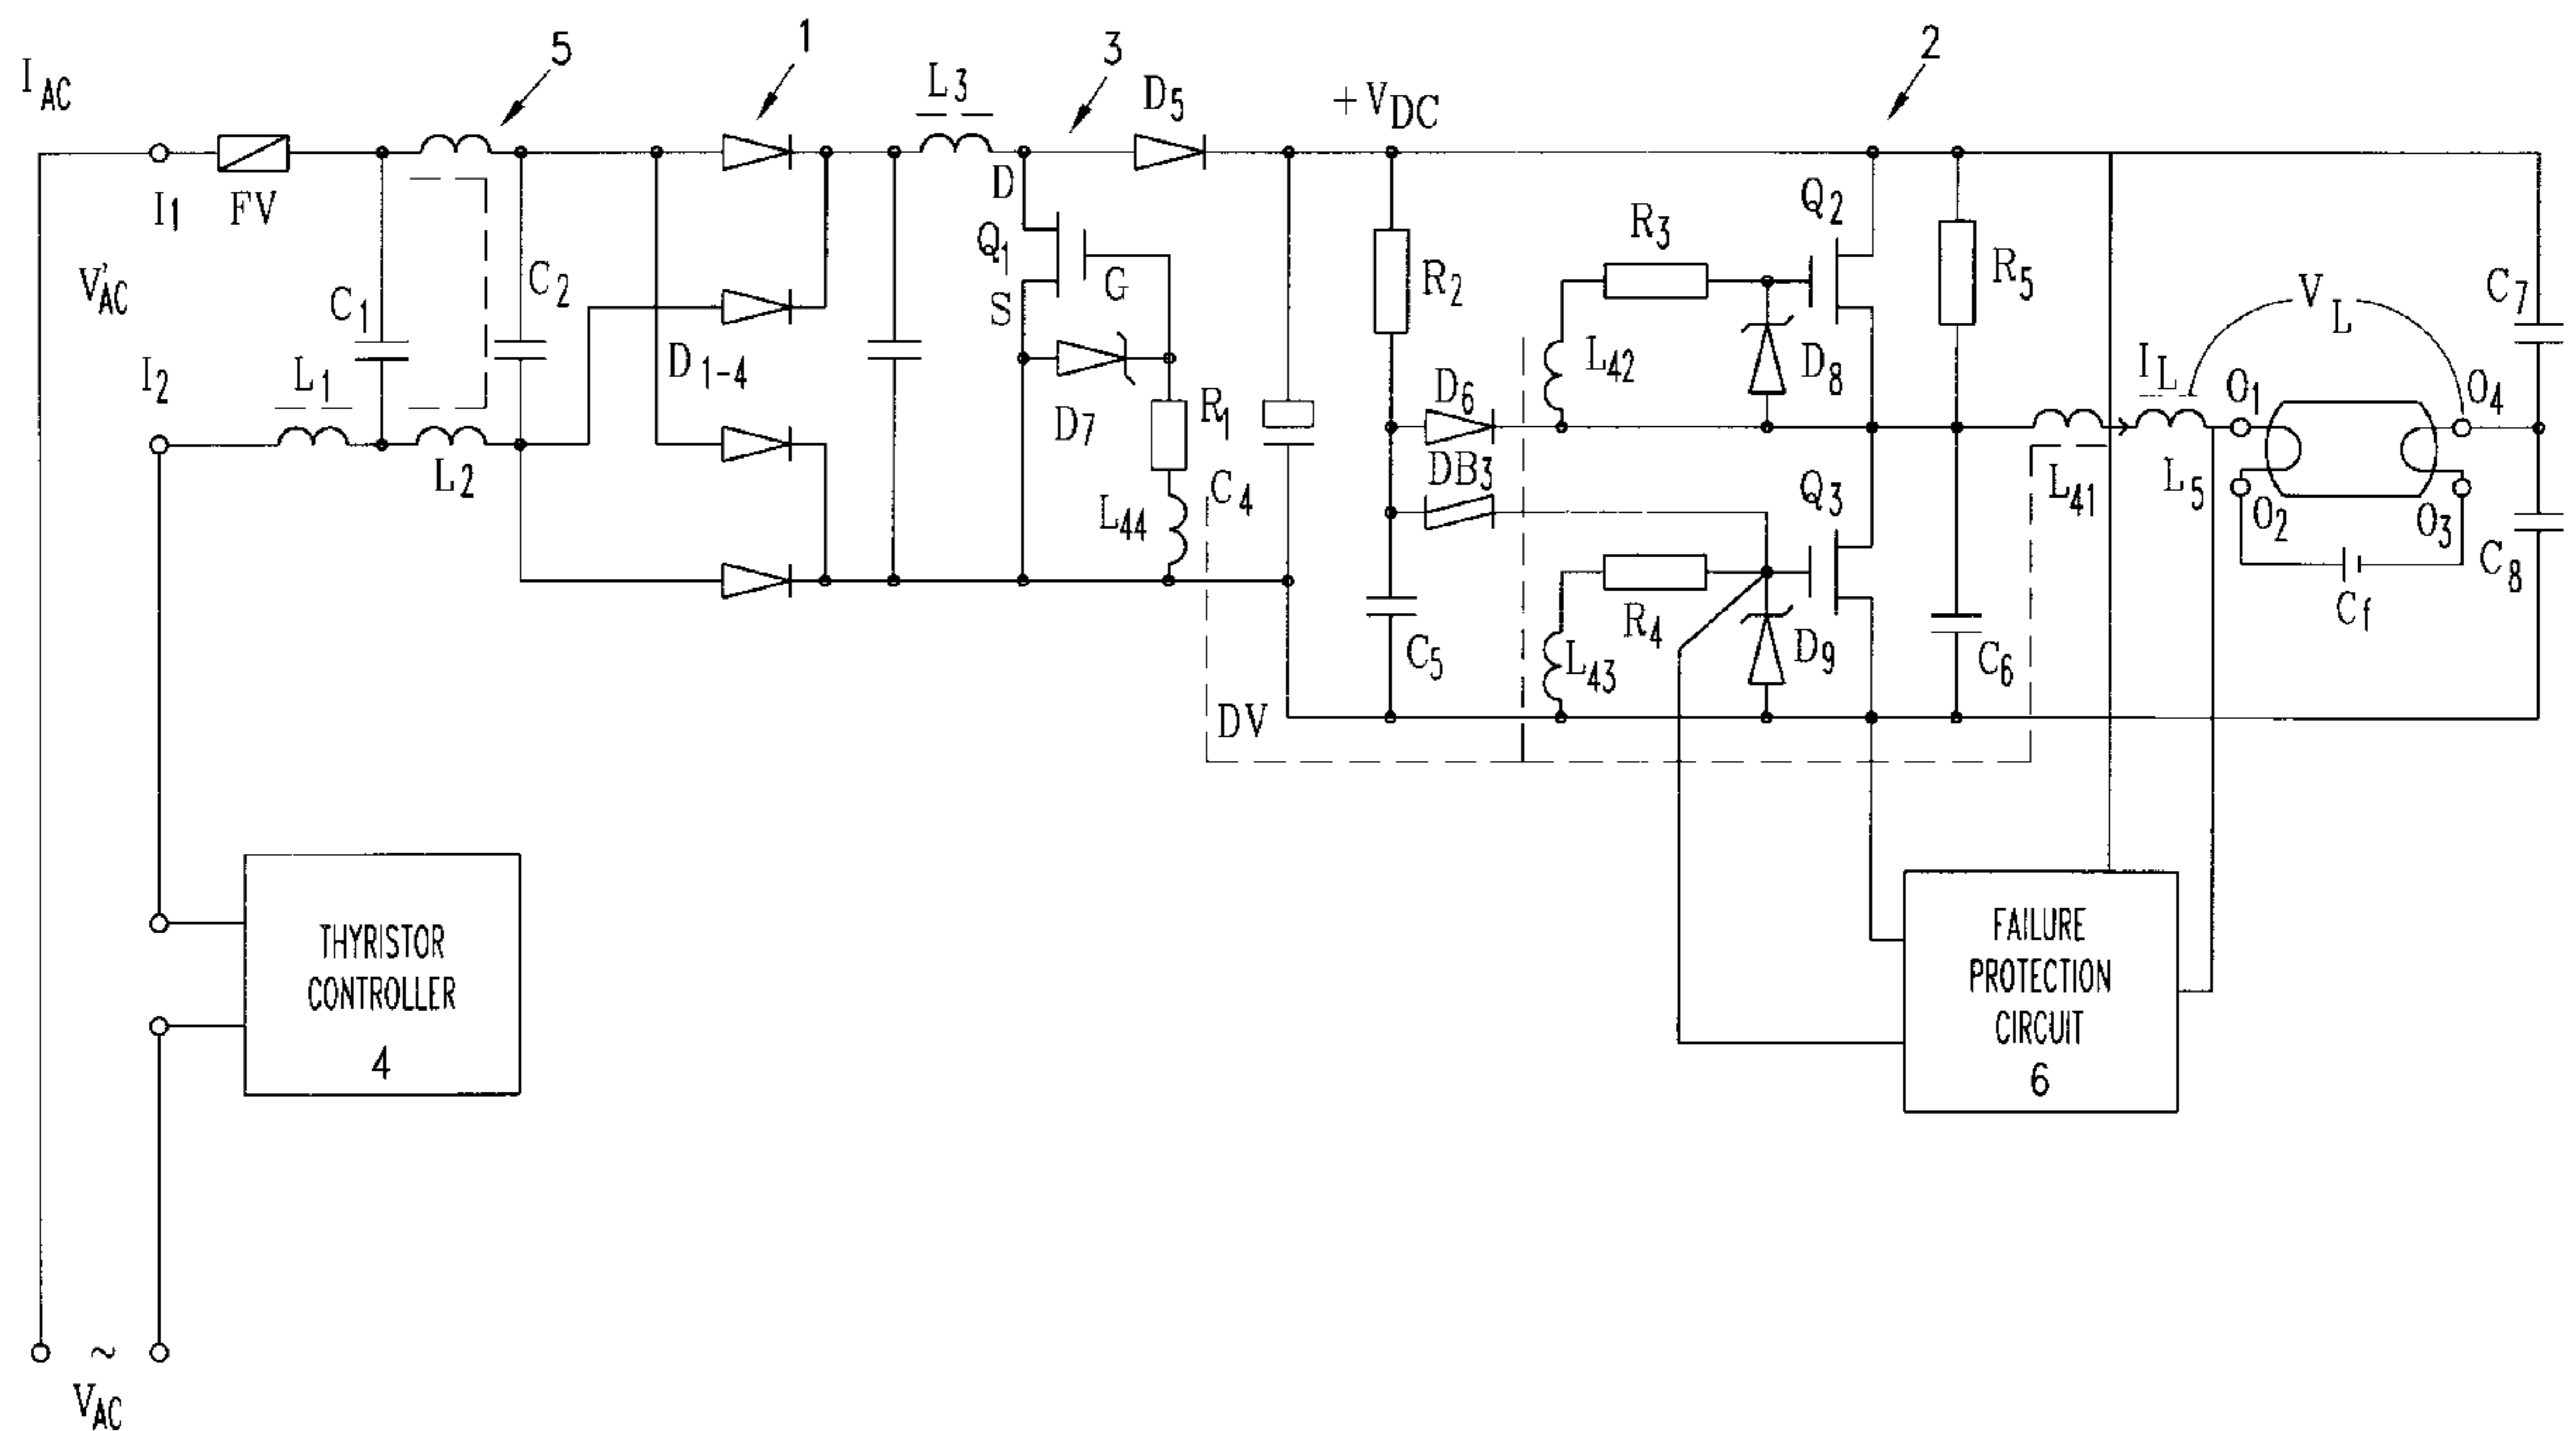 5
1
3
2
I AC
L3
D5
+ VDC
I1
FV
D
Q1
G
S
Q2
R3
R2
R5
V'AC
C1
C2
C7
VL
I2
L1
D1-4
L42
D8
IL
O1
O4
D7
R1
D6
L2
DB3
Q3
C4
L44
L41
L5
O2
O3
C8
R4
Cf
C5
L43
D9
C6
DV
THYRISTOR
CONTROLLER
4
FAILURE
PROTECTION
CIRCUIT
6
~
VAC